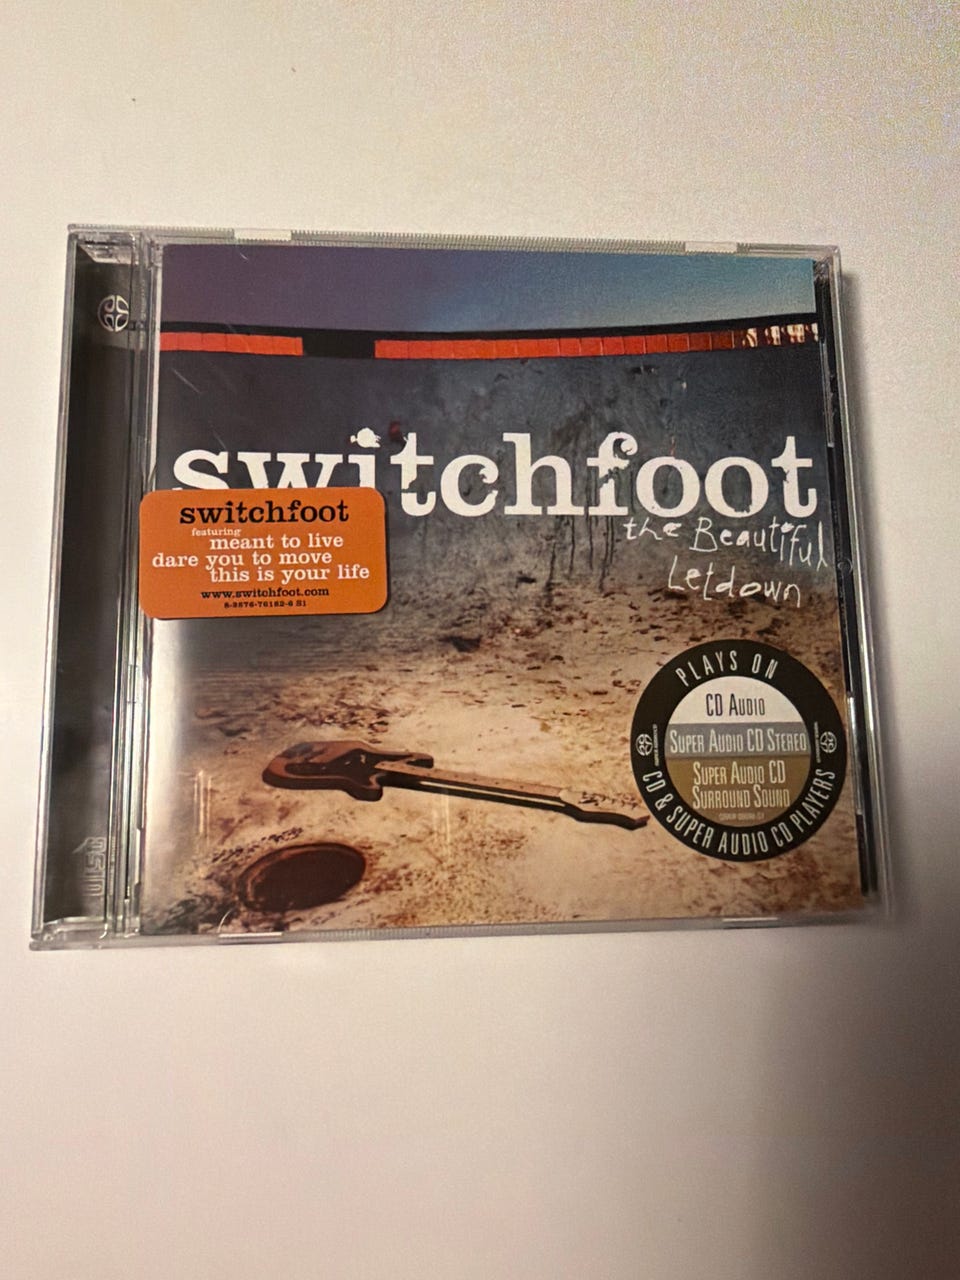 switchfoot
the Beautiful
Letdown
switchfoot
featuring
meant to live
dare you to move
this is your life
www.switchfoot.com
PLAYS ON
CD AUDIO
SUPER AUDIO CD STEREO
SUPER AUDIO CD
SURROUND SOUND
CD & SUPER AUDIO CD PLAYERS
DISC